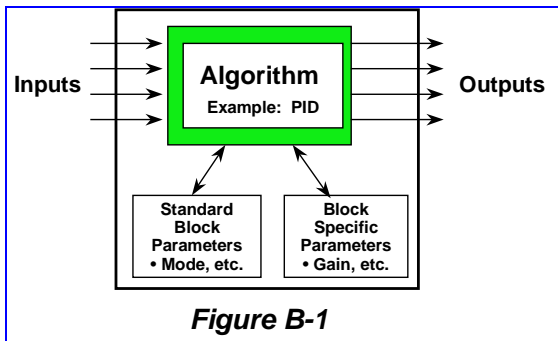 Inputs
Algorithm
Example: PID
Outputs
Standard
Block
Parameters
• Mode, etc.
Block
Specific
Parameters
• Gain, etc.
Figure B-1